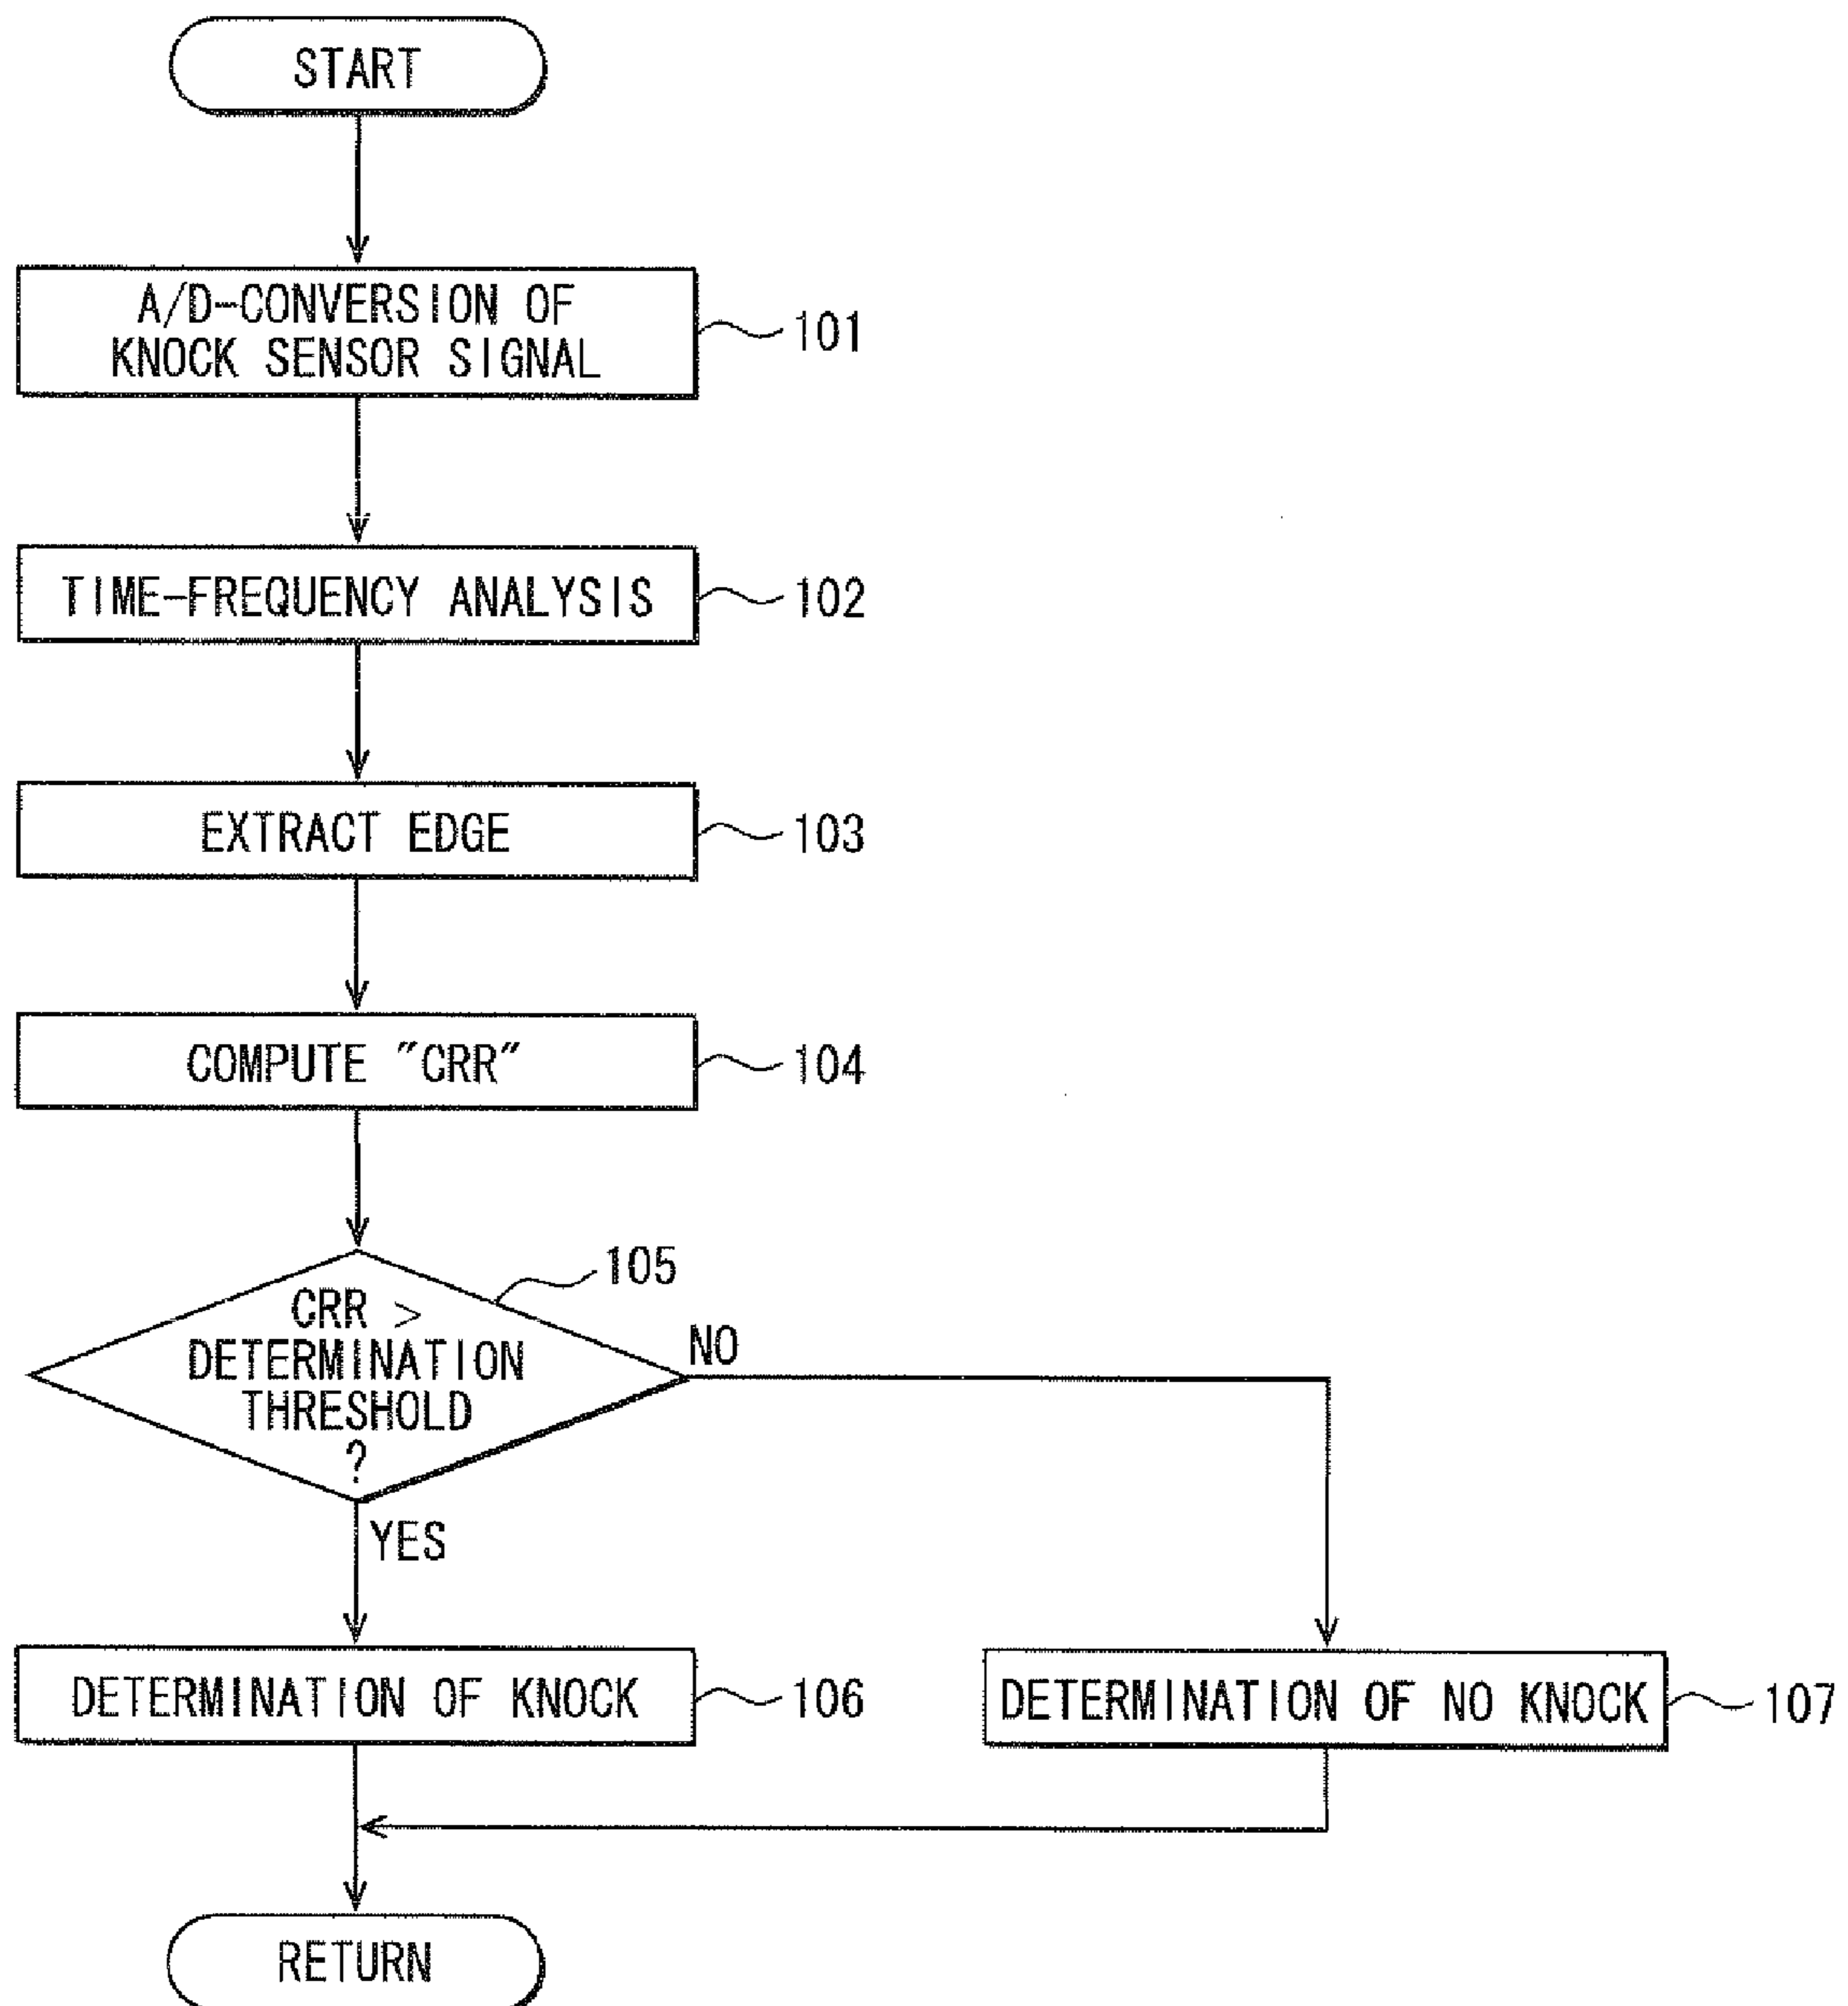 START
A/D-CONVERSION OF
KNOCK SENSOR SIGNAL
101
TIME-FREQUENCY ANALYSIS
102
EXTRACT EDGE
103
COMPUTE "CRR"
104
105
CRR >
DETERMINATION
THRESHOLD
?
NO
YES
DETERMINATION OF KNOCK
106
DETERMINATION OF NO KNOCK
107
RETURN